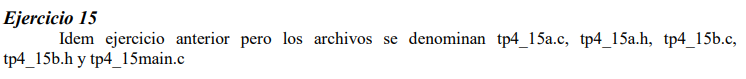 Ejercicio 15
Idem ejercicio anterior pero los archivos se denominan tp4_15a.c, tp4_15a.h, tp4_15b.c,
tp4_15b.h y tp4_15main.c